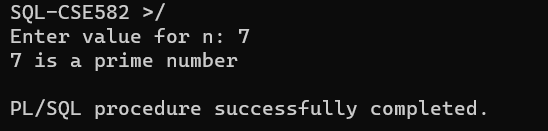 SQL-CSE582 >/
Enter value for n: 7
7 is a prime number
PL/SQL procedure successfully completed.